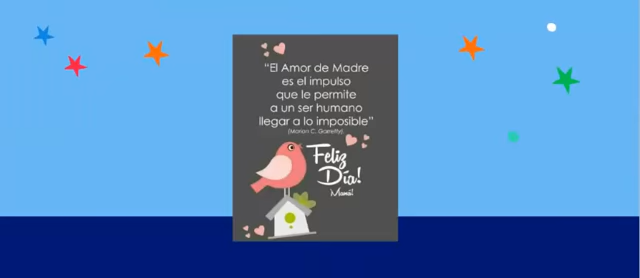 “El Amor de Madre
es el impulso
que le permite
a un ser humano
llegar a lo imposible”
(Marion C. Garretty)
Feliz
Día!
Mamá!